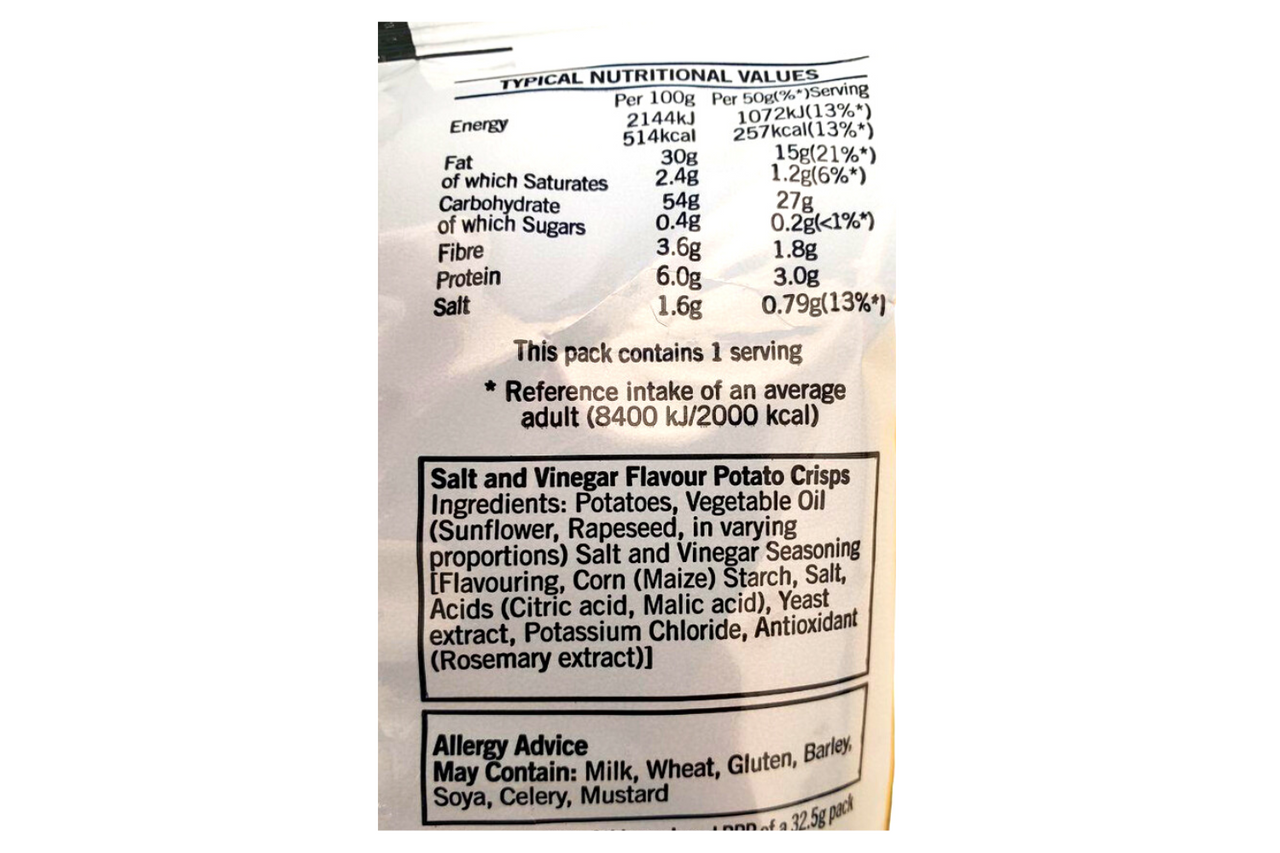 TYPICAL NUTRITIONAL VALUES
Per 100g Per 50g(%*)Serving
Energy 2144kJ 1072kJ(13%*)
514kcal 257kcal(13%*)
Fat 30g 15g(21%*)
of which Saturates 2.4g 1.2g(6%*)
Carbohydrate 54g 27g
of which Sugars 0.4g 0.2g(<1%*)
Fibre 3.6g 1.8g
Protein 6.0g 3.0g
Salt 1.6g 0.79g(13%*)
This pack contains 1 serving
* Reference intake of an average
adult (8400 kJ/2000 kcal)
Salt and Vinegar Flavour Potato Crisps
Ingredients: Potatoes, Vegetable Oil
(Sunflower, Rapeseed, in varying
proportions) Salt and Vinegar Seasoning
[Flavouring, Corn (Maize) Starch, Salt,
Acids (Citric acid, Malic acid), Yeast
extract, Potassium Chloride, Antioxidant
(Rosemary extract)]
Allergy Advice
May Contain: Milk, Wheat, Gluten, Barley,
Soya, Celery, Mustard
of a 32.5g pack